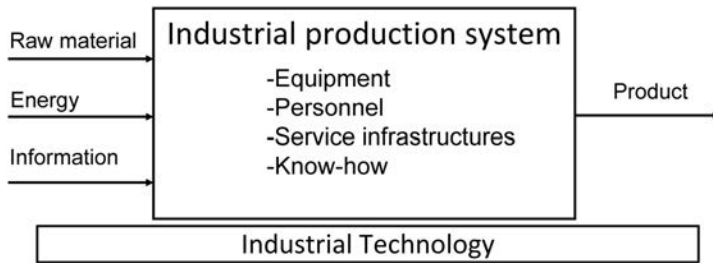 Raw material
Energy
Information
Industrial production system
-Equipment
-Personnel
-Service infrastructures
-Know-how
Product
Industrial Technology